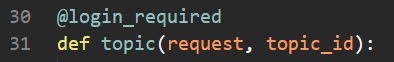 30 @login_required
31 def topic(request, topic_id):